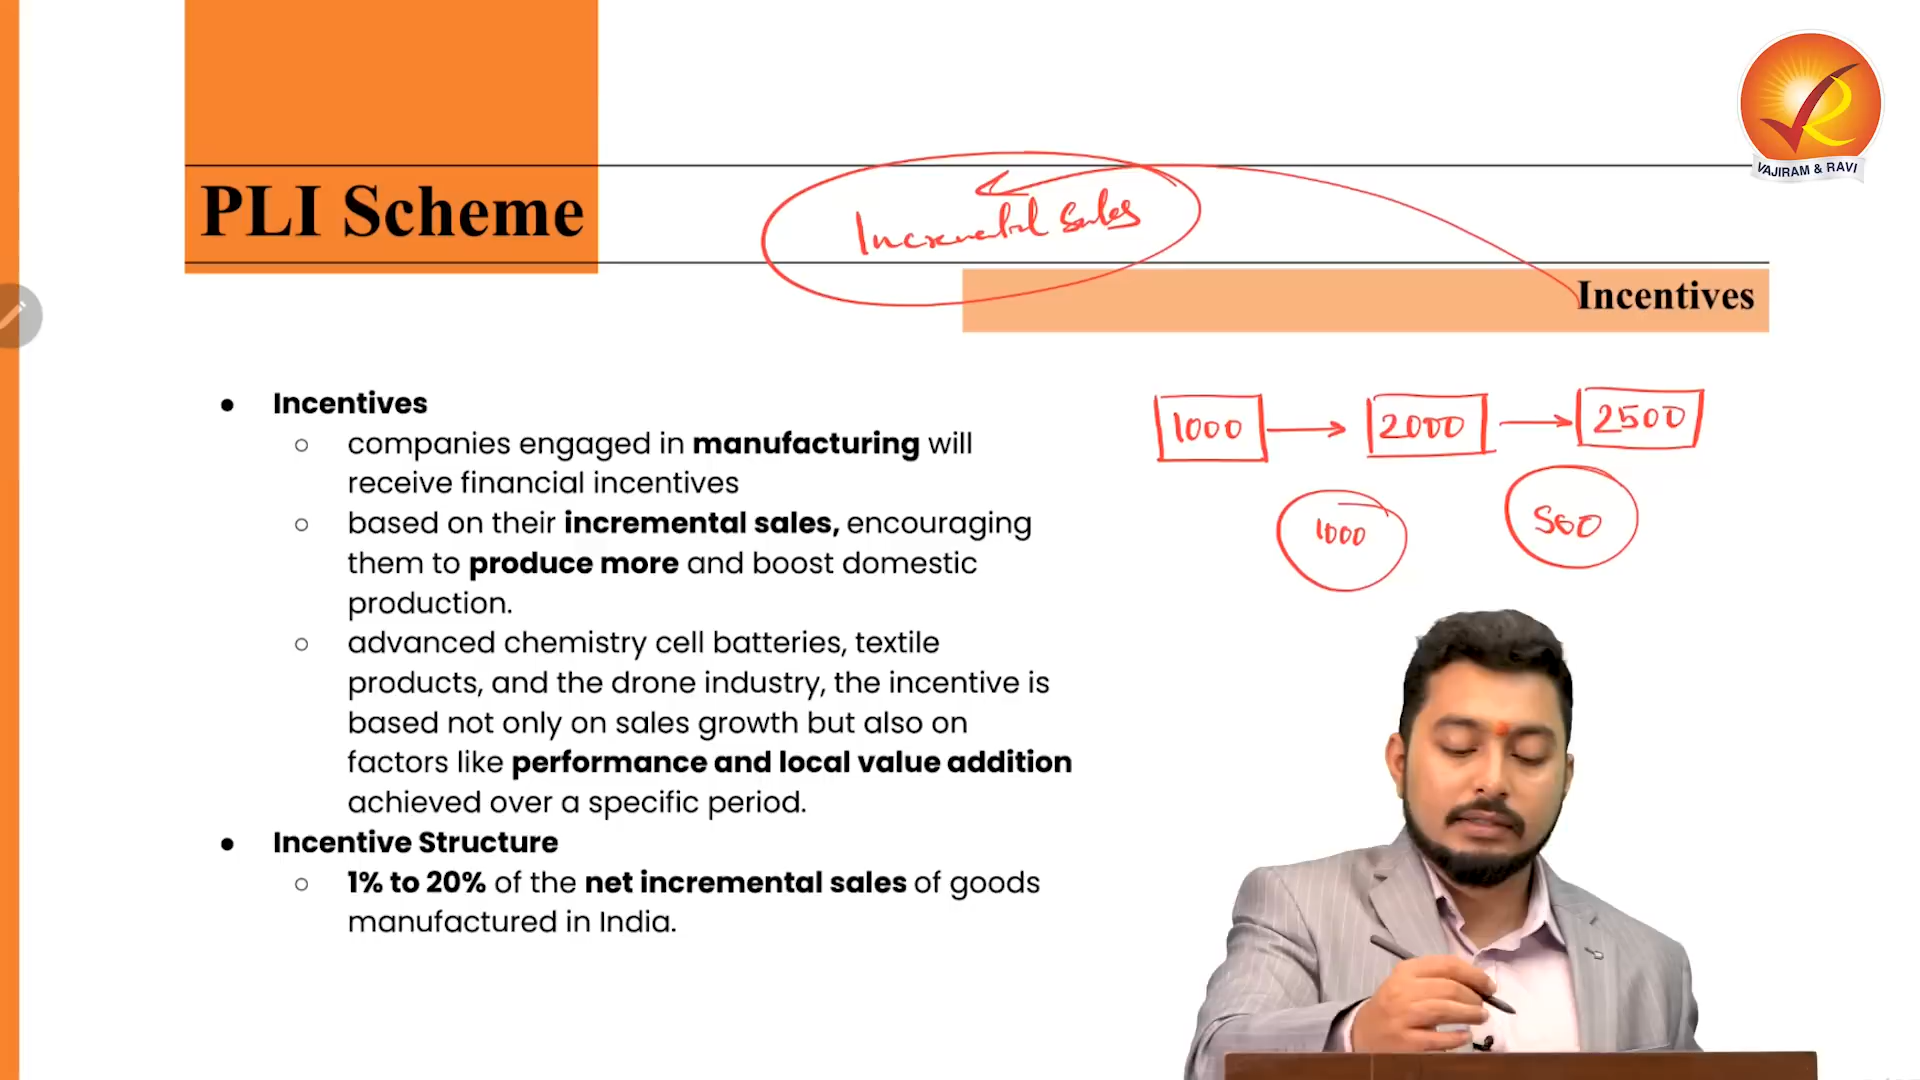 VAJIRAM & RAVI
PLI Scheme
Incremental Sales
Incentives
● Incentives
○ companies engaged in manufacturing will
receive financial incentives
○ based on their incremental sales, encouraging
them to produce more and boost domestic
production.
○ advanced chemistry cell batteries, textile
products, and the drone industry, the incentive is
based not only on sales growth but also on
factors like performance and local value addition
achieved over a specific period.
● Incentive Structure
○ 1% to 20% of the net incremental sales of goods
manufactured in India.
1000 → 2000 → 2500
1000 500